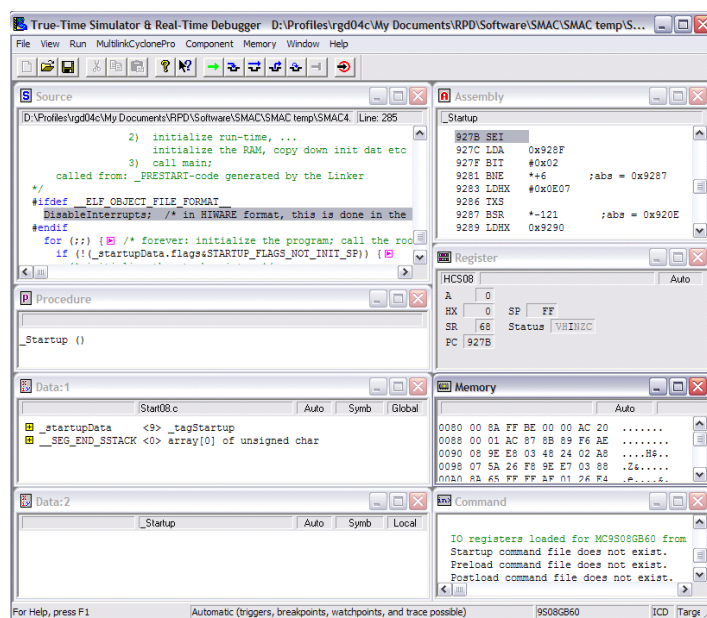 True-Time Simulator & Real-Time Debugger D:\Profiles\rgd04c\My Documents\RPD\Software\SMAC\SMAC temp\S...
File View Run MultilinkCyclonePro Component Memory Window Help
Source
D:\Profiles\rgd04c\My Documents\RPD\Software\SMAC\SMAC temp\SMAC4. Line: 285
2) initialize run-time, ...
initialize the RAM, copy down init dat etc
3) call main;
called from: _PRESTART-code generated by the Linker
*/
#ifdef __ELF_OBJECT_FILE_FORMAT__
DisableInterrupts; /* in HIWARE format, this is done in the
#endif
for (;;) { /* forever: initialize the program; call the roo
if (!(_startupData.flags&STARTUP_FLAGS_NOT_INIT_SP)) {
Assembly
_Startup
927B SEI
927C LDA 0x928F
927F BIT #0x02
9281 BNE *+6 ;abs = 0x9287
9283 LDHX #0x0E07
9286 TXS
9287 BSR *-121 ;abs = 0x920E
9289 LDHX 0x9290
Register
HCS08 Auto
A 0
HX 0 SP FF
SR 68 Status VHINZC
PC 927B
Procedure
_Startup ()
Data:1
Start08.c Auto Symb Global
_startupData <9> _tagStartup
__SEG_END_SSTACK <0> array[0] of unsigned char
Memory
Auto
0080 00 8A FF BE 00 00 AC 20 .......
0088 00 01 AC 87 8B 89 F6 AE ........
0090 08 9E E8 03 48 24 02 A8 ....H$..
0098 07 5A 26 F8 9E E7 03 88 .Z&.....
00A0 8A 65 FF FF AF 01 26 F4 .e....&.
Data:2
_Startup Auto Symb Local
Command
IO registers loaded for MC9S08GB60 from
Startup command file does not exist.
Preload command file does not exist.
Postload command file does not exist.
For Help, press F1 Automatic (triggers, breakpoints, watchpoints, and trace possible) 9S08GB60 ICD Targe